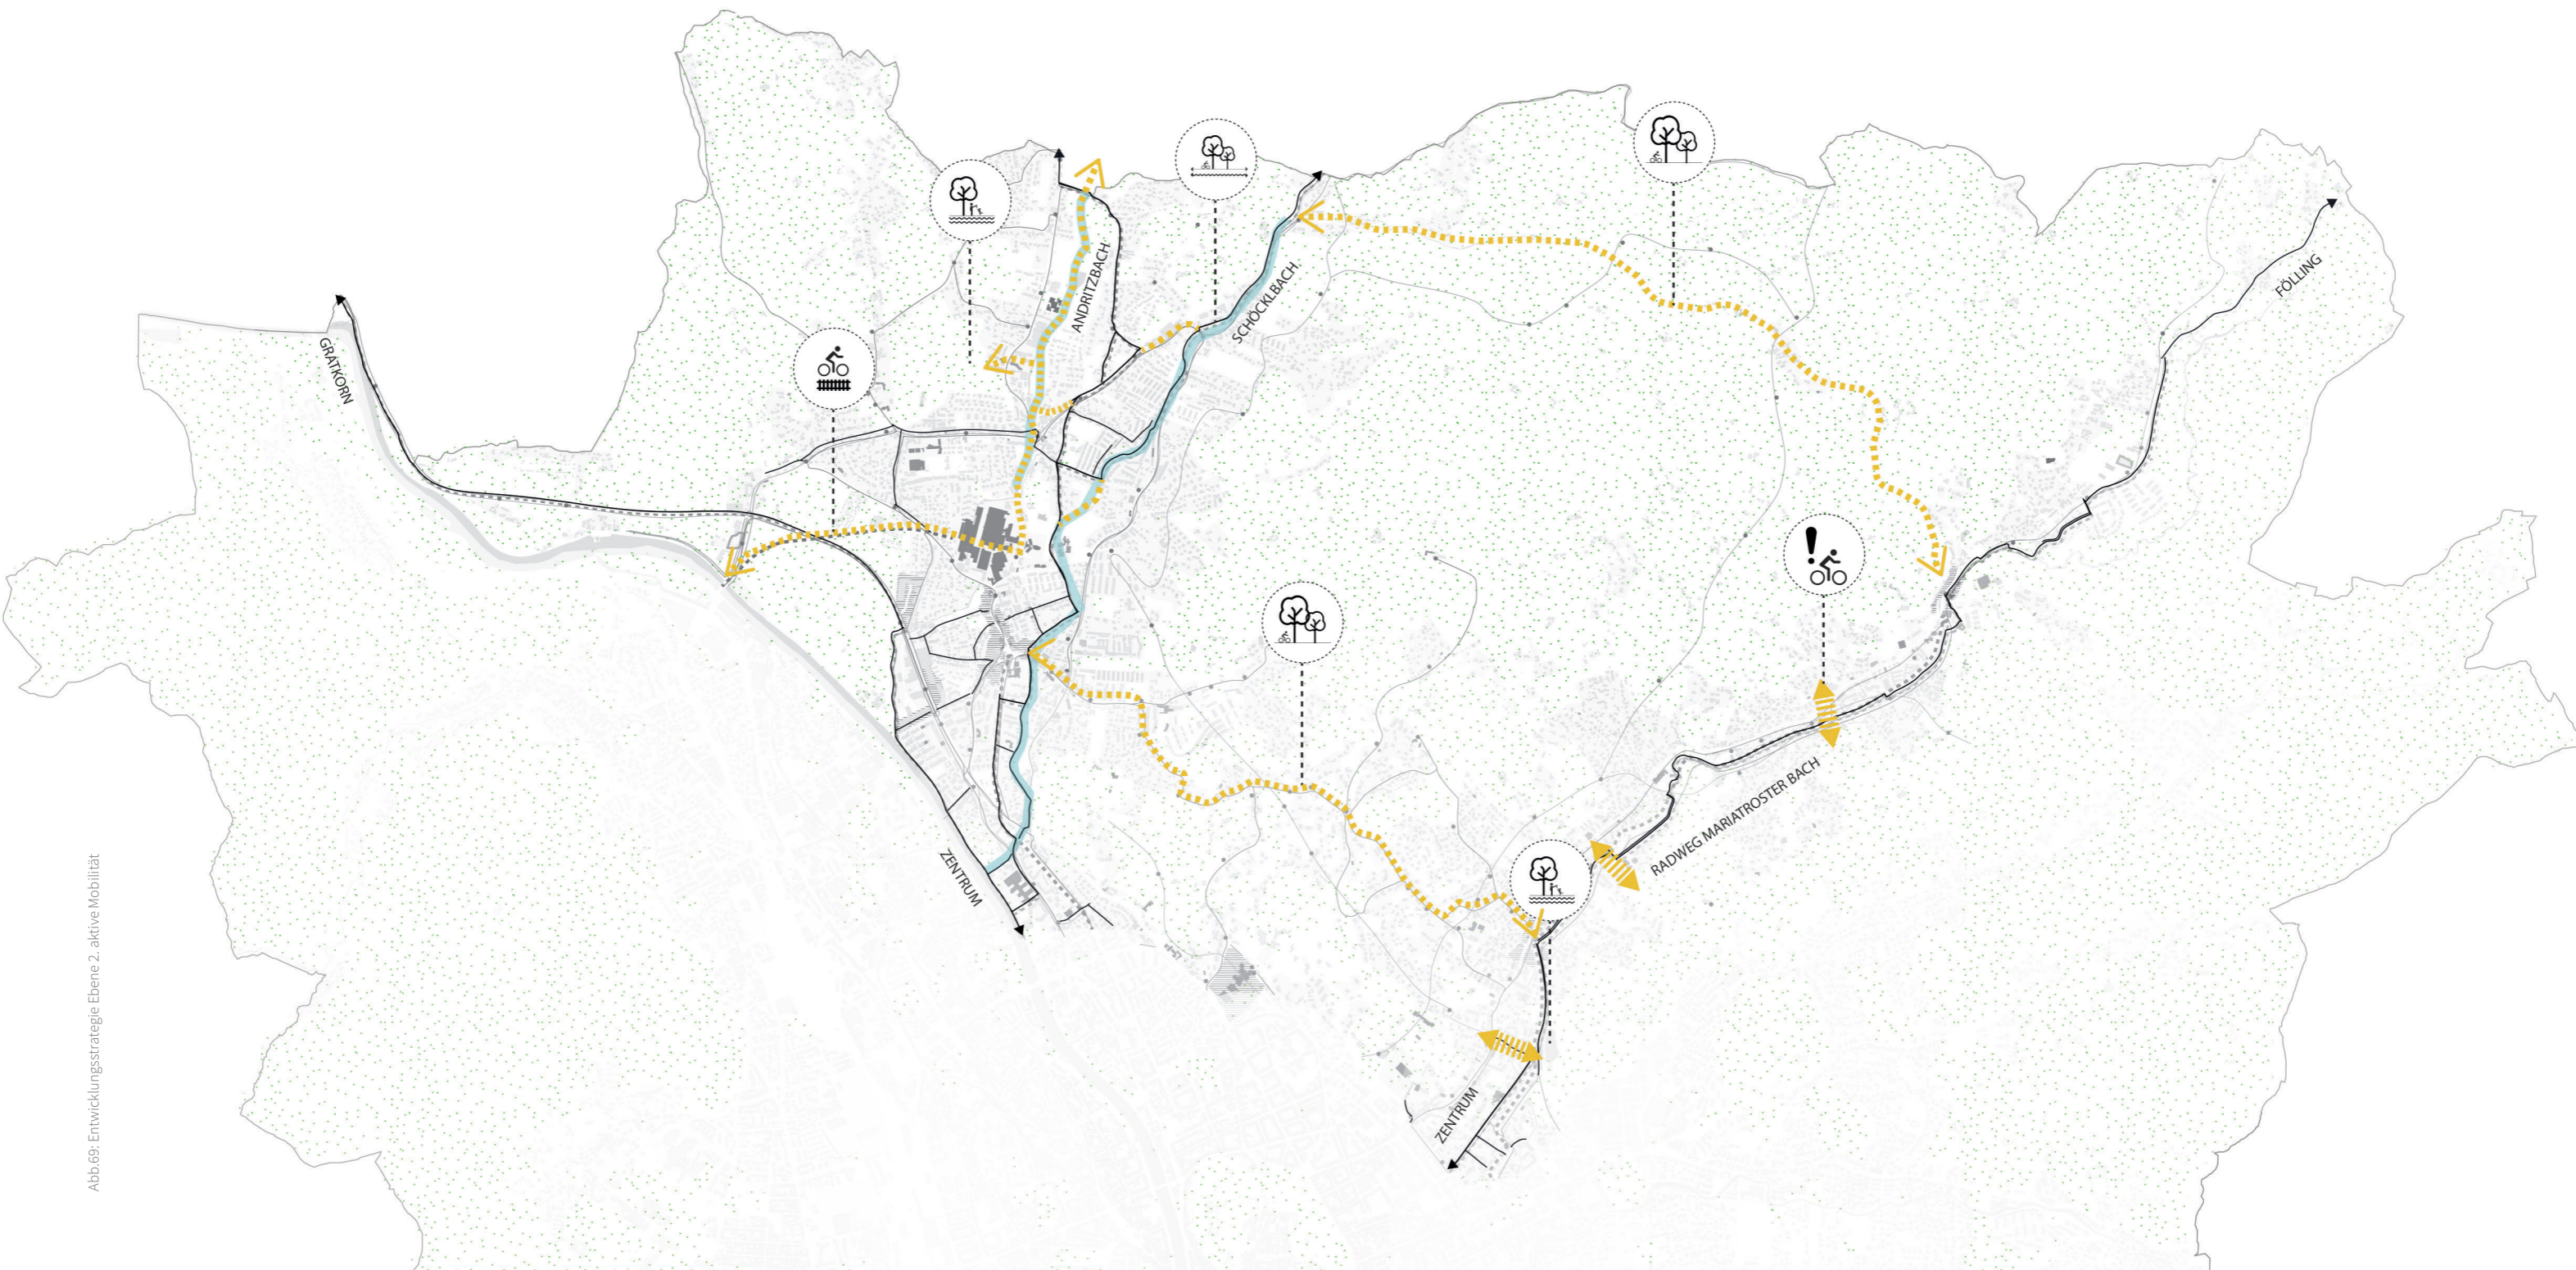 GRATKORN
ANDRITZBACH
SCHÖCKLBACH
FÖLLING
RADWEG MARIATROSTER BACH
ZENTRUM
ZENTRUM
Abb.69: Entwicklungsstrategie Ebene 2. aktive Mobilität